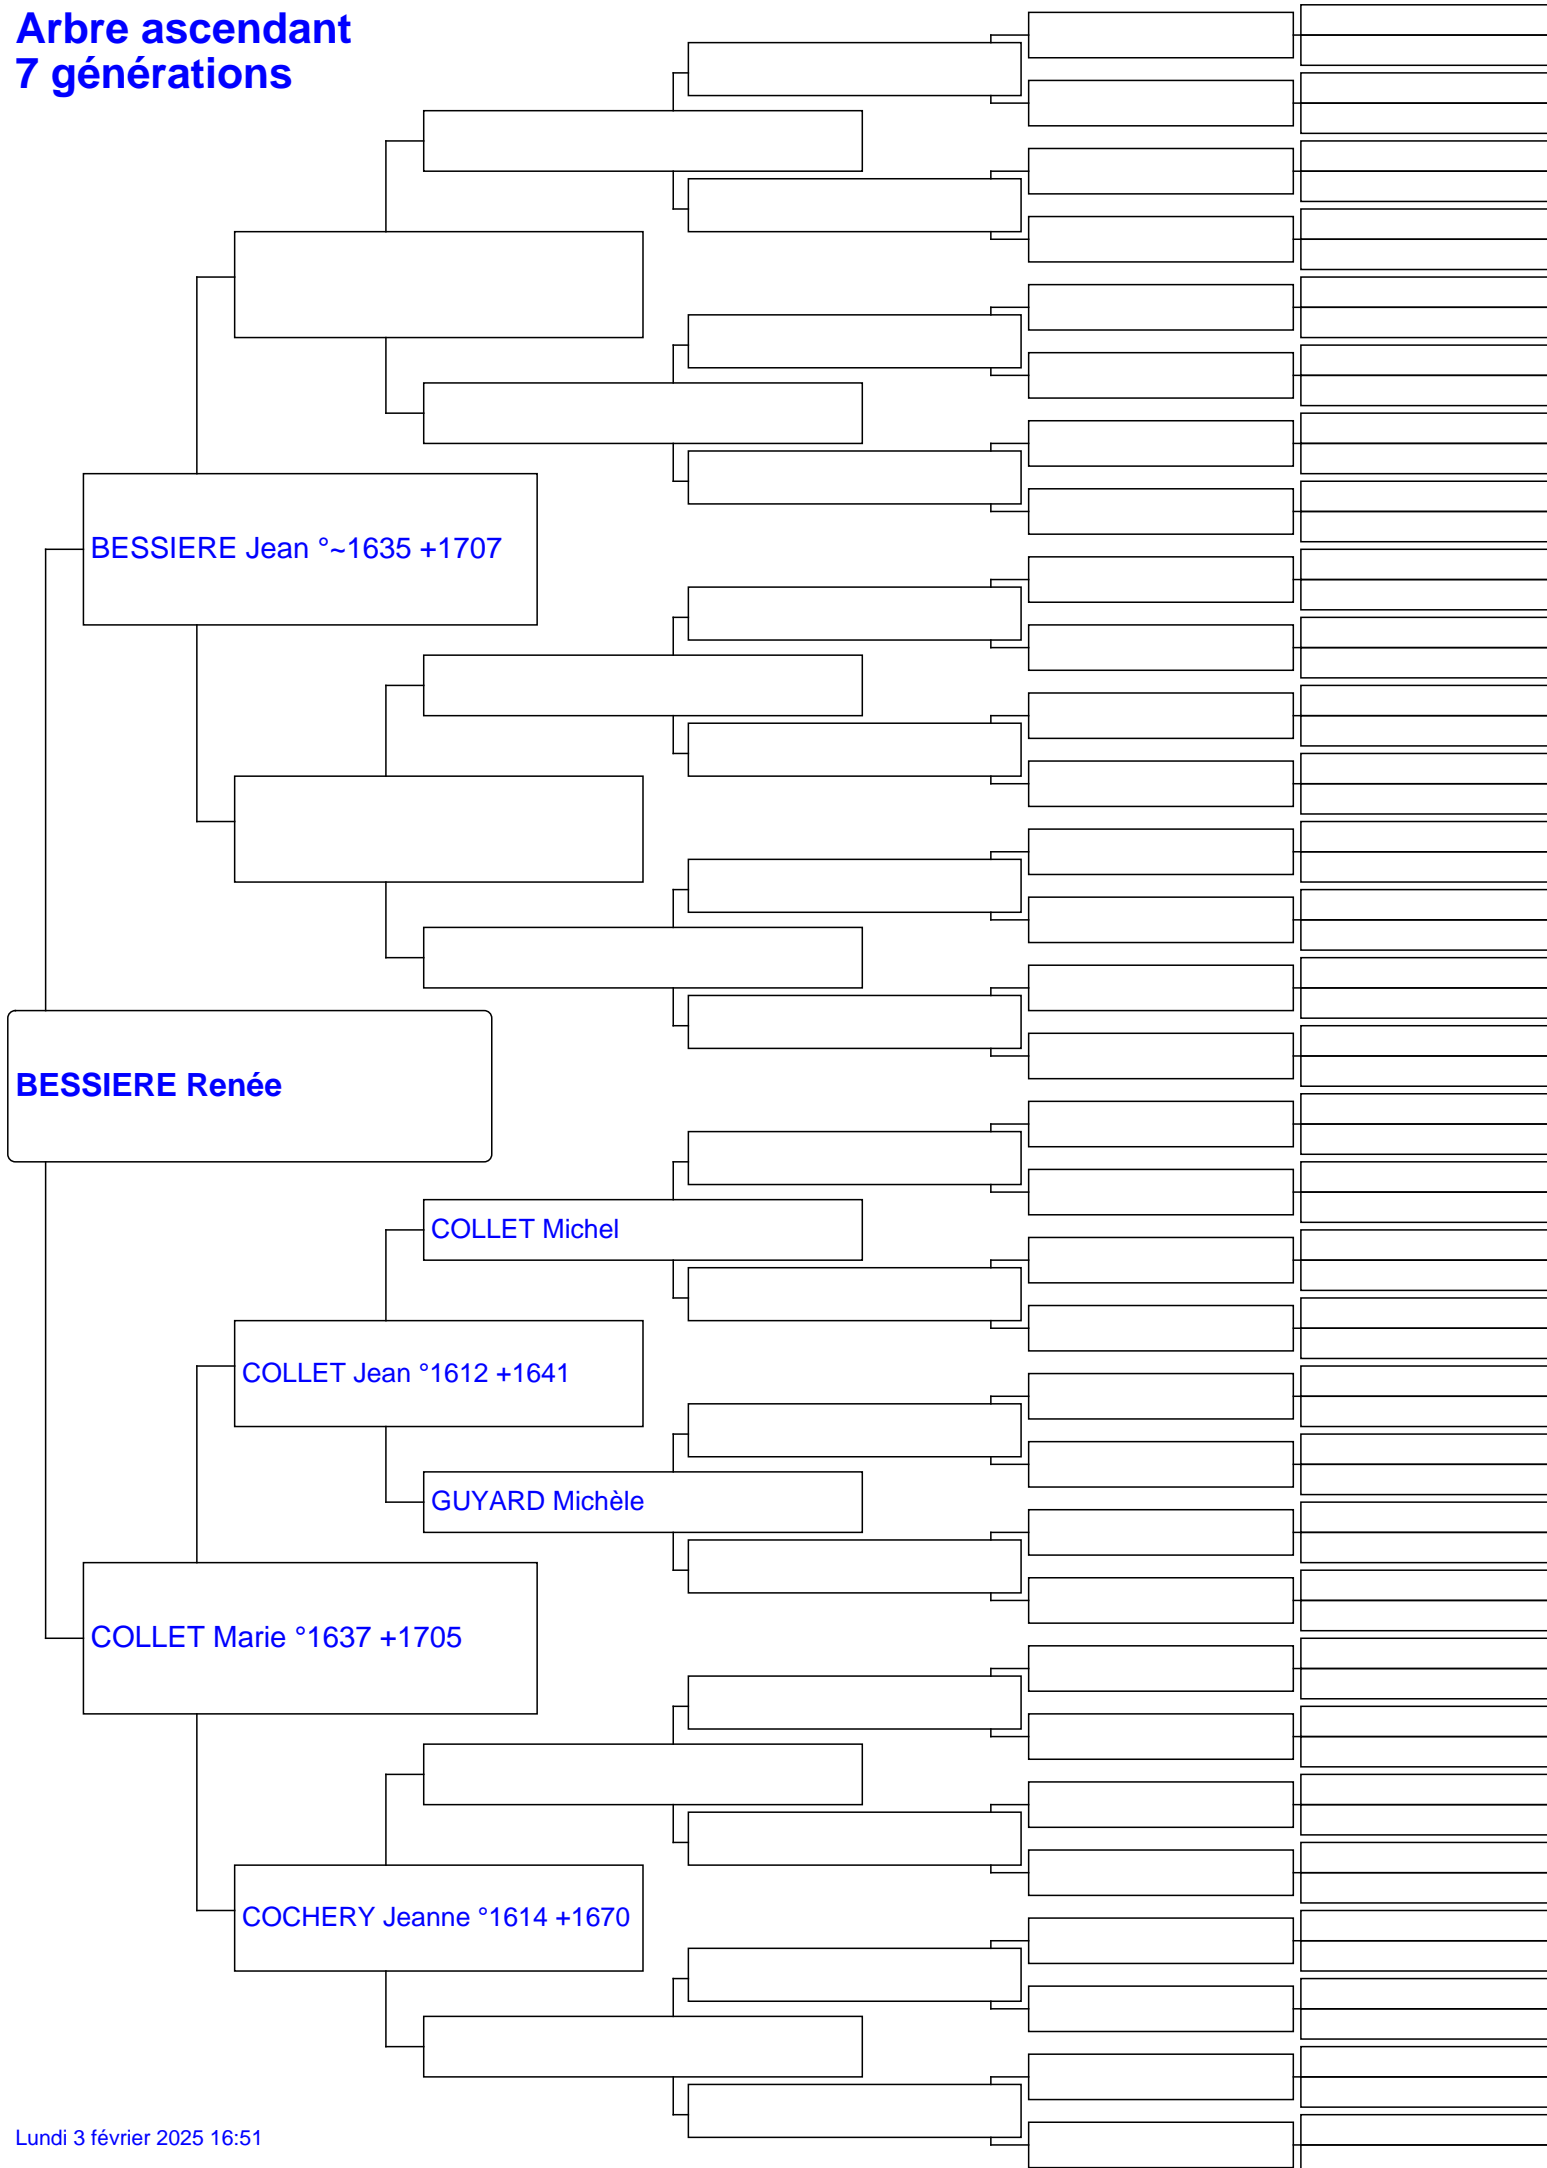 Arbre ascendant
7 générations
BESSIERE Jean °~1635 +1707
BESSIERE Renée
COLLET Michel
COLLET Jean °1612 +1641
GUYARD Michèle
COLLET Marie °1637 +1705
COCHERY Jeanne °1614 +1670
Lundi 3 février 2025 16:51